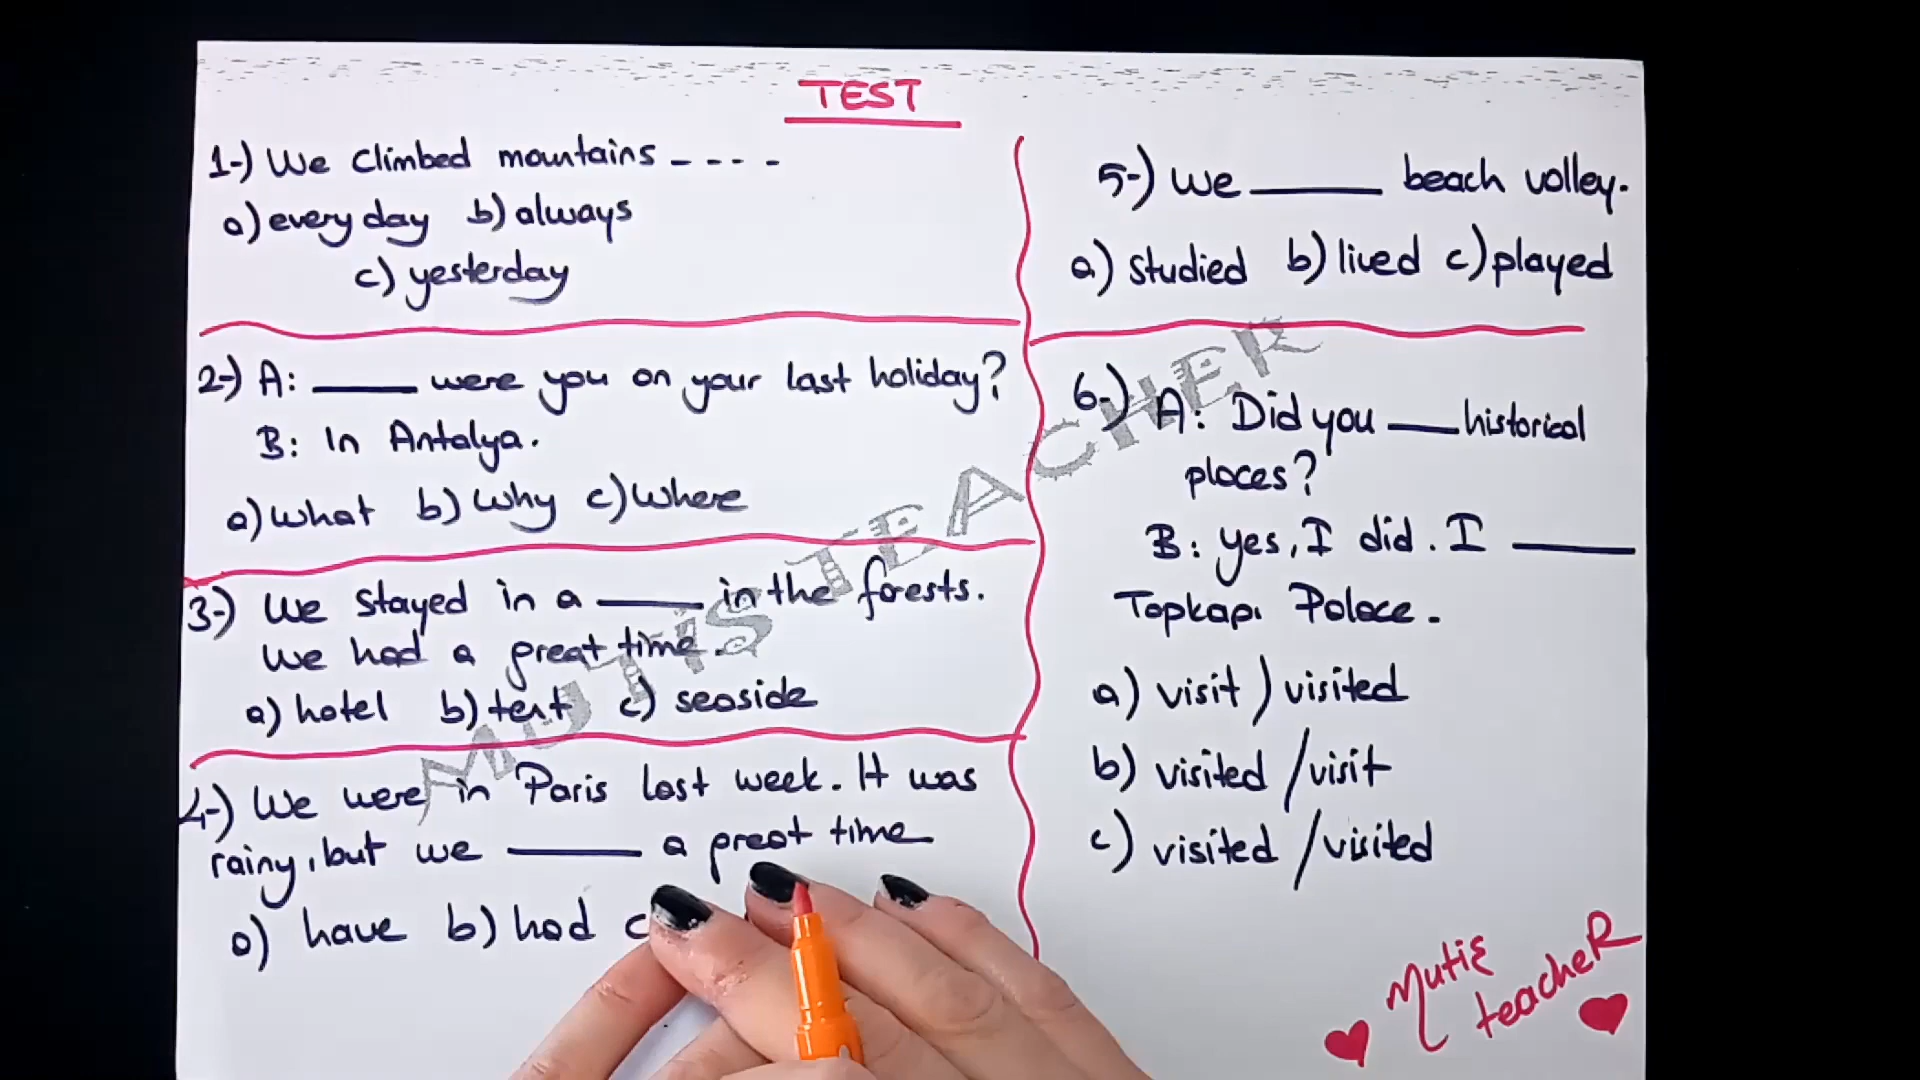 TEST
1-) We climbed mountains ----
a) every day b) always
c) yesterday
2-) A: ____ were you on your last holiday?
B: In Antalya.
a) what b) why c) where
3-) We stayed in a ____ in the forests.
We had a great time.
a) hotel b) tent c) seaside
4-) We were in Paris last week. It was
rainy, but we ____ a great time
a) have b) had c
5-) We ____ beach volley.
a) studied b) lived c) played
6-) A: Did you ____ historical
places?
B: yes, I did. I ____
Topkapı Palace.
a) visit / visited
b) visited / visit
c) visited / visited
Mutiş
teacheR
MUTIS TEACHER